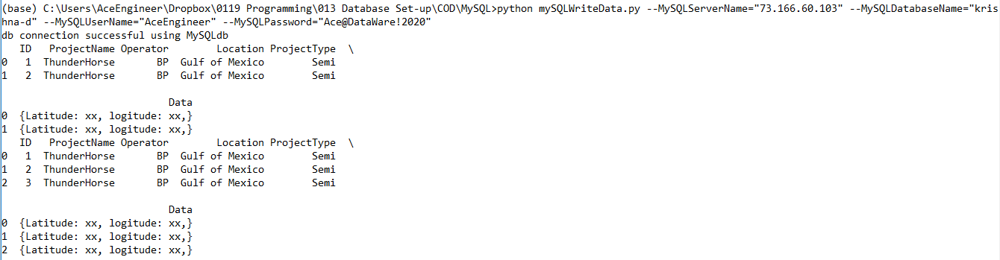 (base) C:\Users\AceEngineer\Dropbox\0119 Programming\013 Database Set-up\COD\MySQL>python mySQLWriteData.py --MySQLServerName="73.166.60.103" --MySQLDatabaseName="kris
hna-d" --MySQLUserName="AceEngineer" --MySQLPassword="Ace@DataWare!2020"
db connection successful using MySQLdb
   ID   ProjectName Operator        Location ProjectType  \
0   1  ThunderHorse       BP  Gulf of Mexico        Semi
1   2  ThunderHorse       BP  Gulf of Mexico        Semi
                            Data
0  {Latitude: xx, logitude: xx,}
1  {Latitude: xx, logitude: xx,}
   ID   ProjectName Operator        Location ProjectType  \
0   1  ThunderHorse       BP  Gulf of Mexico        Semi
1   2  ThunderHorse       BP  Gulf of Mexico        Semi
2   3  ThunderHorse       BP  Gulf of Mexico        Semi
                            Data
0  {Latitude: xx, logitude: xx,}
1  {Latitude: xx, logitude: xx,}
2  {Latitude: xx, logitude: xx,}